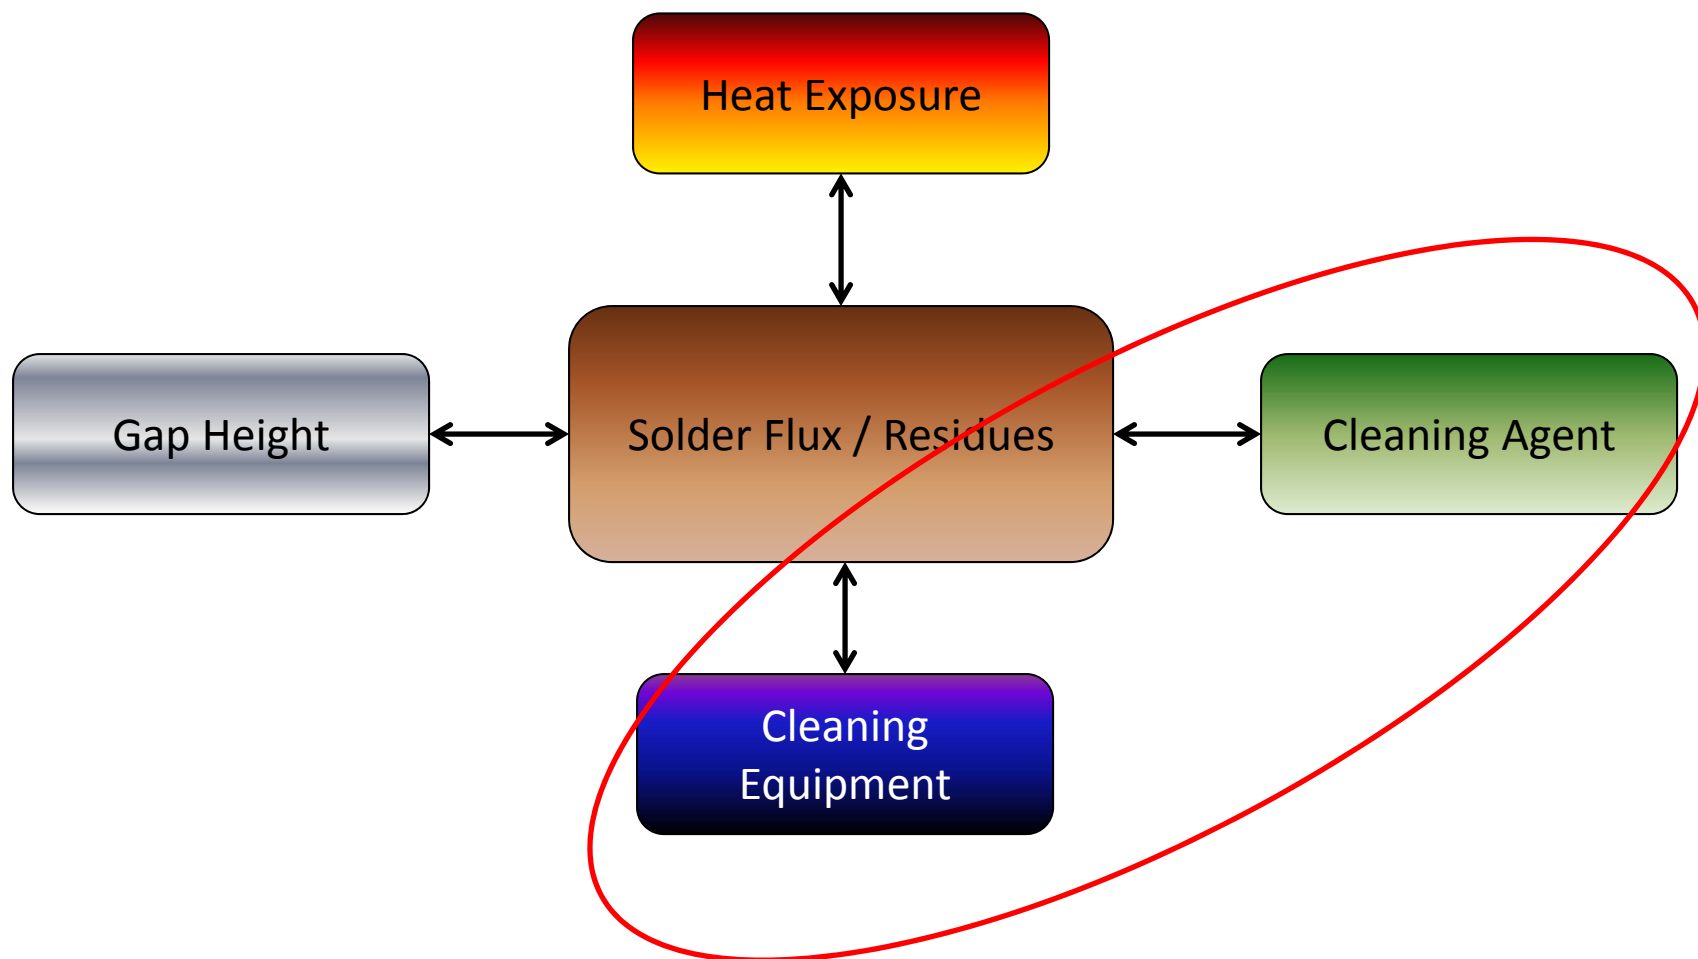 Heat Exposure
Gap Height
Solder Flux / Residues
Cleaning Agent
Cleaning
Equipment